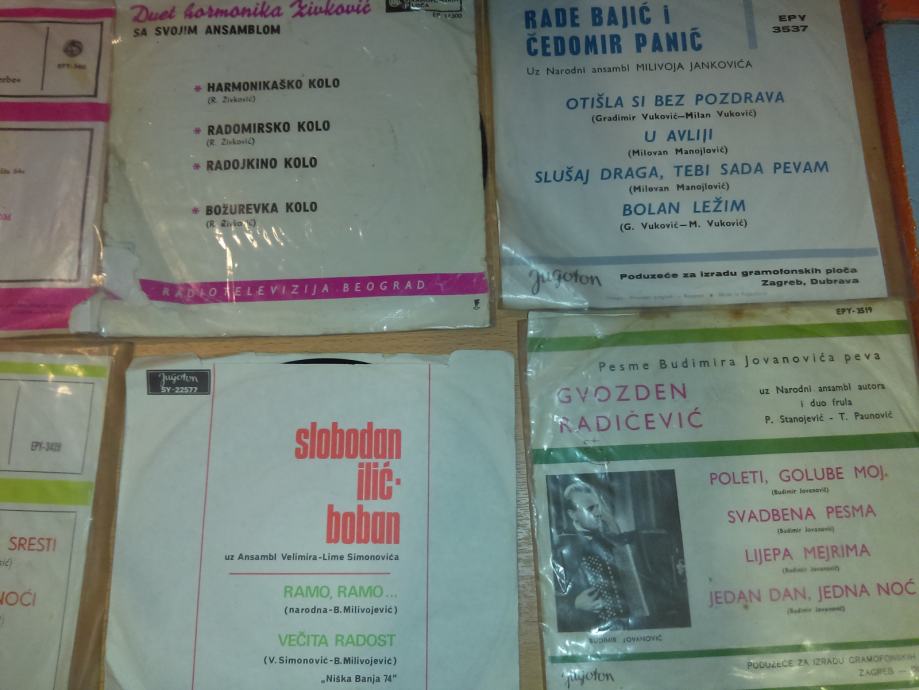 Duet hormonika Živković
SA SVOJIM ANSAMBLOM
* HARMONIKAŠKO KOLO
(R. Živković)
* RADOMIRSKO KOLO
(R. Živković)
* RADOJKINO KOLO
* BOŽUREVKA KOLO
(R. Živković)
RADIOTELEVIZIJA BEOGRAD
RADE BAJIĆ i
ČEDOMIR PANIĆ
EPY
3537
Uz Narodni ansambl MILIVOJA JANKOVIĆA
OTIŠLA SI BEZ POZDRAVA
(Gradimir Vuković—Milan Vuković)
U AVLIJI
(Milovan Manojlović)
SLUŠAJ DRAGA, TEBI SADA PEVAM
(Milovan Manojlović)
BOLAN LEŽIM
(G. Vuković—M. Vuković)
Jugoton
Poduzeće za izradu gramofonskih ploča
Zagreb, Dubrava
EPY-3428
SRESTI
NOĆI
Jugoton
SY-22577
slobodan
ilić-
boban
uz Ansambl Velimira-Lime Simonovića
RAMO, RAMO...
(narodna-B.Milivojević)
VEČITA RADOST
(V. Simonović-B.Milivojević)
„Niška Banja 74"
EPY-3519
Pesme Budimira Jovanovića peva
GVOZDEN
RADIČEVIĆ
uz Narodni ansambl autora
i duo frula
P. Stanojević - T. Paunović
POLETI, GOLUBE MOJ.
(Budimir Jovanović)
SVADBENA PESMA
(Budimir Jovanović)
LIJEPA MEJRIMA
(Budimir Jovanović)
JEDAN DAN, JEDNA NOĆ
(Budimir Jovanović)
BUDIMIR JOVANOVIĆ
Jugoton
PODUZEĆE ZA IZRADU GRAMOFONSKIH
ZAGREB —